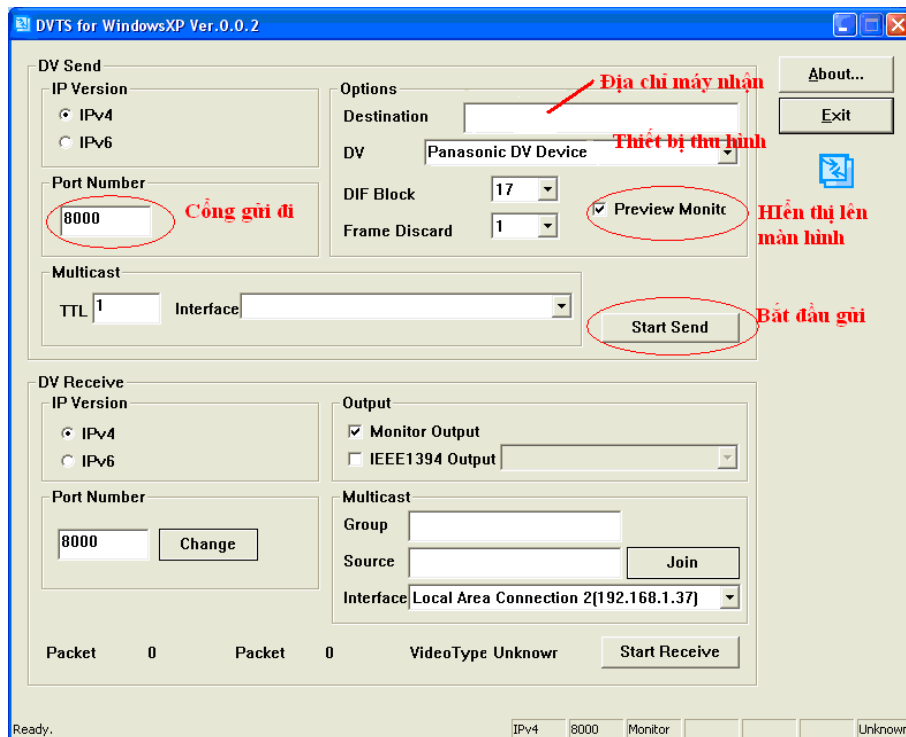 DVTS for WindowsXP Ver.0.0.2
DV Send
IP Version
IPv4
IPv6
Port Number
8000
Cổng gửi đi
Options
Destination
Địa chỉ máy nhận
DV Panasonic DV Device
Thiết bị thu hình
DIF Block 17
Frame Discard 1
Preview Monitc
HIển thị lên
màn hình
About...
Exit
Multicast
TTL 1 Interface
Start Send
Bắt đầu gửi
DV Receive
IP Version
IPv4
IPv6
Output
Monitor Output
IEEE1394 Output
Port Number
8000 Change
Multicast
Group
Source Join
Interface Local Area Connection 2(192.168.1.37)
Packet 0 Packet 0 VideoType Unknowr Start Receive
Ready. IPv4 8000 Monitor Unknowr